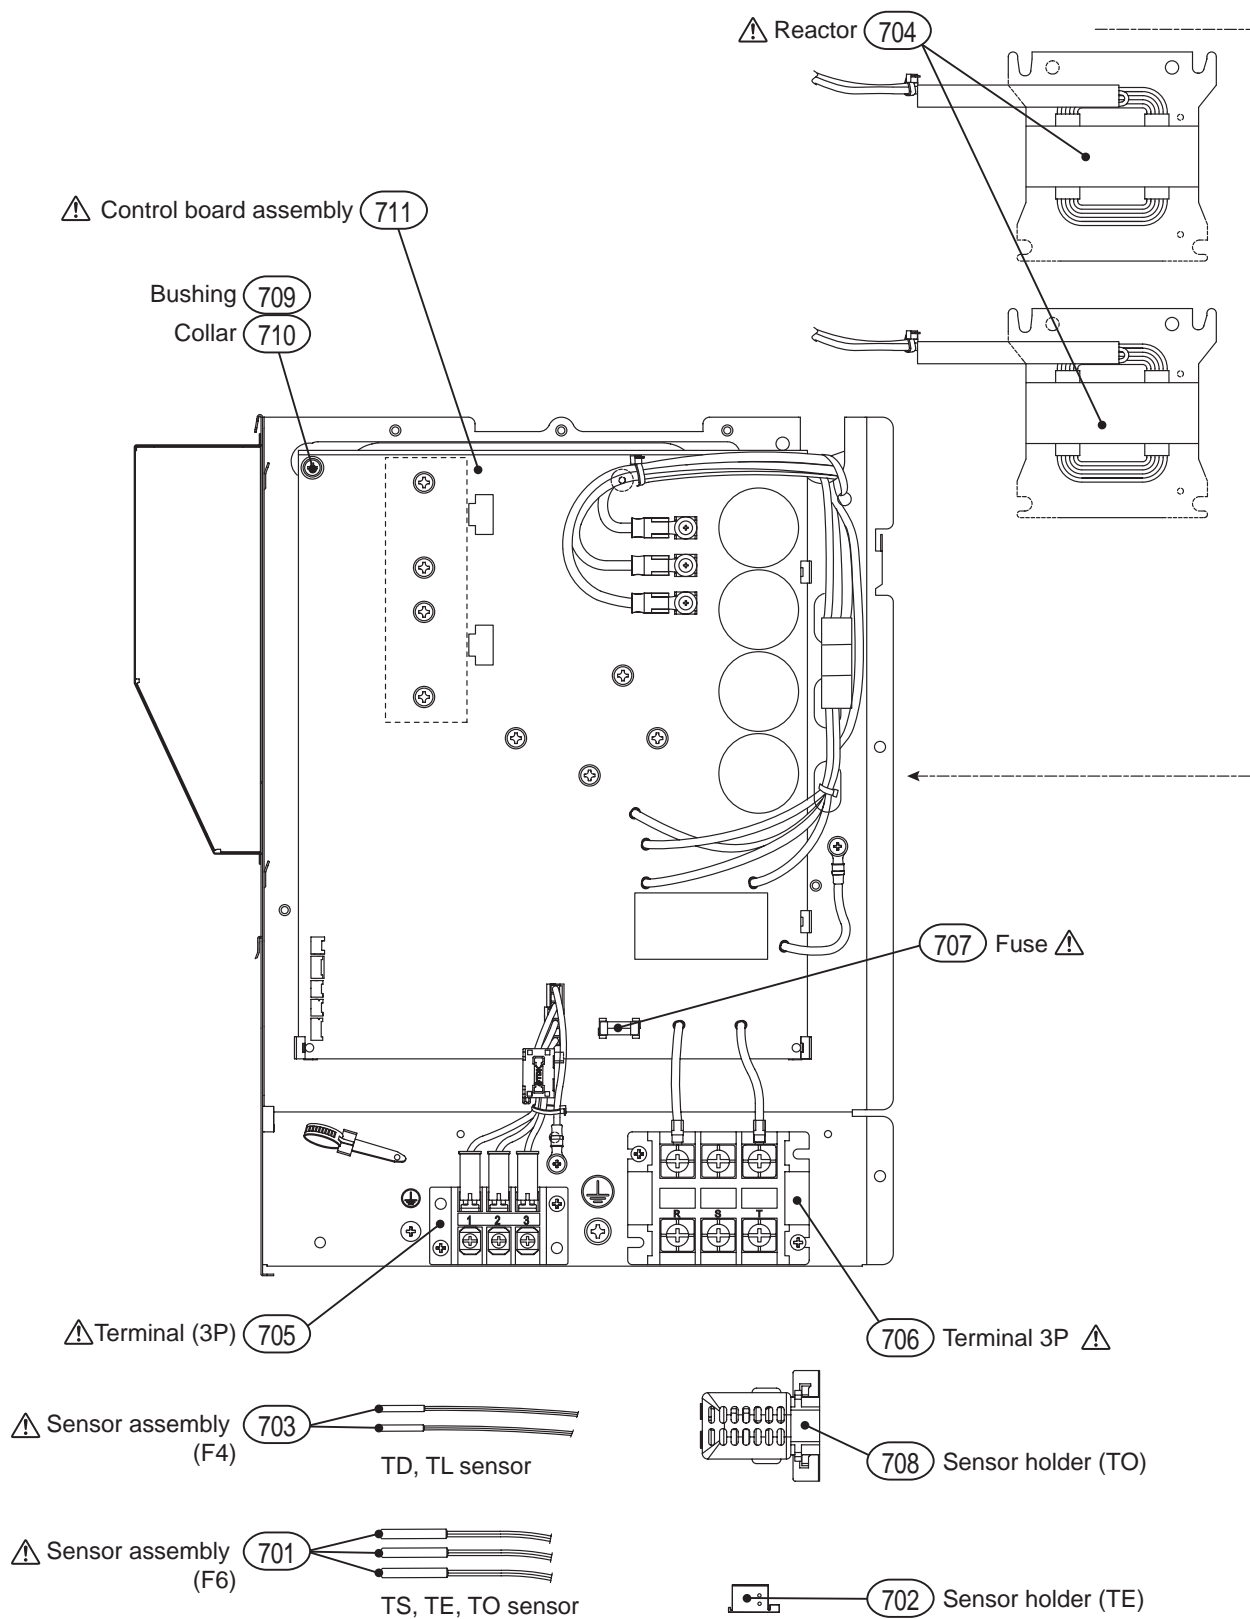 ⚠ Reactor 704
⚠ Control board assembly 711
Bushing 709
Collar 710
707 Fuse ⚠
1 2 3
R S T
⚠ Terminal (3P) 705
706 Terminal 3P ⚠
⚠ Sensor assembly 703
(F4)
TD, TL sensor
708 Sensor holder (TO)
⚠ Sensor assembly 701
(F6)
TS, TE, TO sensor
702 Sensor holder (TE)